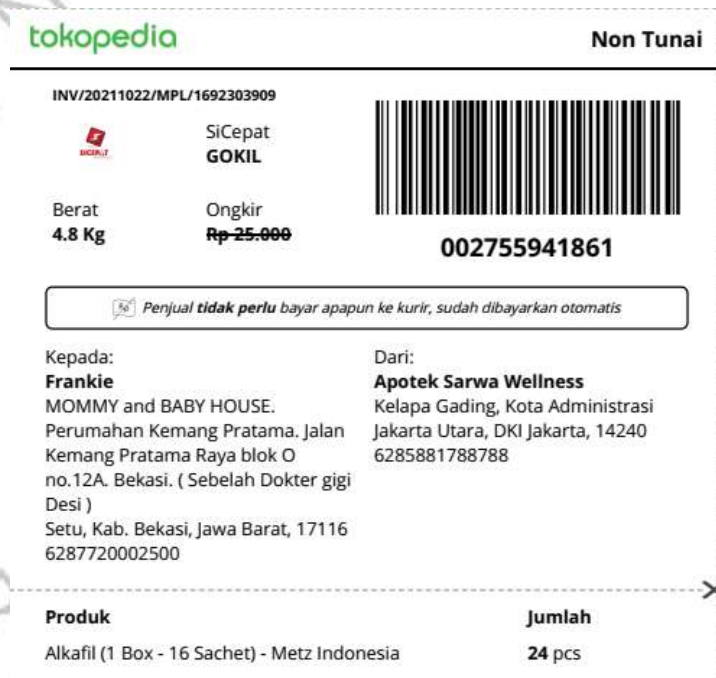 tokopedia
Non Tunai
INV/20211022/MPL/1692303909
SICEPAT
SiCepat
GOKIL
Berat
4.8 Kg
Ongkir
Rp 25.000
002755941861
Penjual tidak perlu bayar apapun ke kurir, sudah dibayarkan otomatis
Kepada:
Frankie
MOMMY and BABY HOUSE.
Perumahan Kemang Pratama. Jalan
Kemang Pratama Raya blok O
no.12A. Bekasi. ( Sebelah Dokter gigi
Desi )
Setu, Kab. Bekasi, Jawa Barat, 17116
6287720002500
Dari:
Apotek Sarwa Wellness
Kelapa Gading, Kota Administrasi
Jakarta Utara, DKI Jakarta, 14240
6285881788788
Produk
Jumlah
Alkafil (1 Box - 16 Sachet) - Metz Indonesia
24 pcs